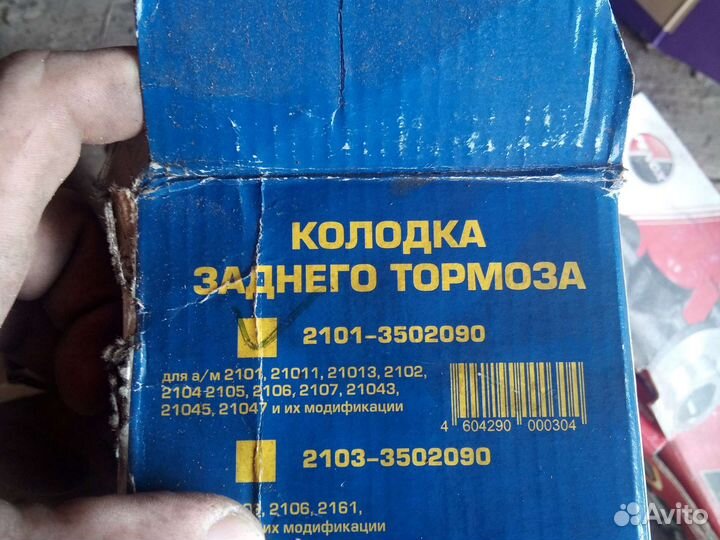 КОЛОДКА
ЗАДНЕГО ТОРМОЗА
2101-3502090
для а/м 2101, 21011, 21013, 2102,
2104-2105, 2106, 2107, 21043,
21045, 21047 и их модификации
4 604290 000304
2103-3502090
2106, 2161,
их модификации
Avito